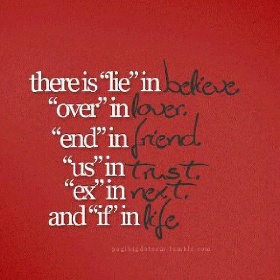 there is “lie” in believe
“over” in lover.
“end” in friend
“us” in trust.
“ex” in next.
and “if” in life